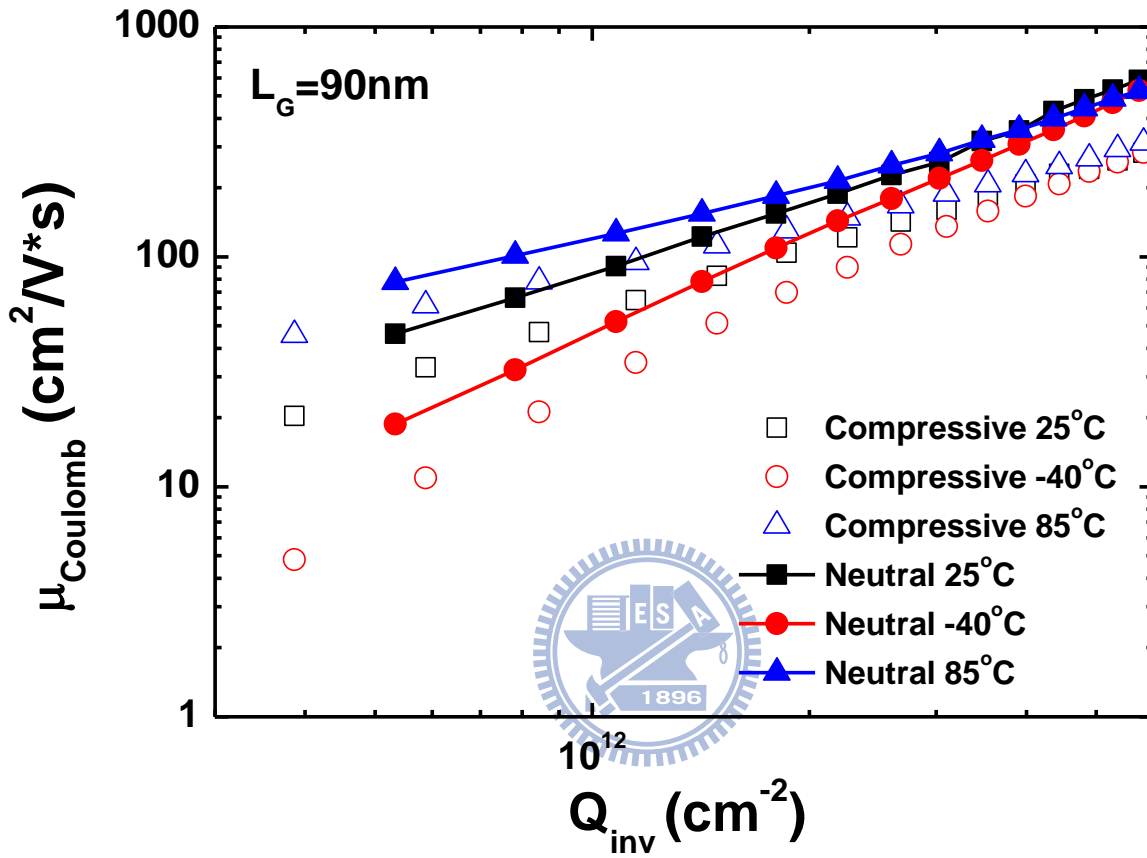 1000
100
10
1
L_G=90nm
μ_Coulomb (cm^2/V*s)
Compressive 25°C
Compressive -40°C
Compressive 85°C
Neutral 25°C
Neutral -40°C
Neutral 85°C
E S A
1896
10^12
Q_inv (cm^-2)